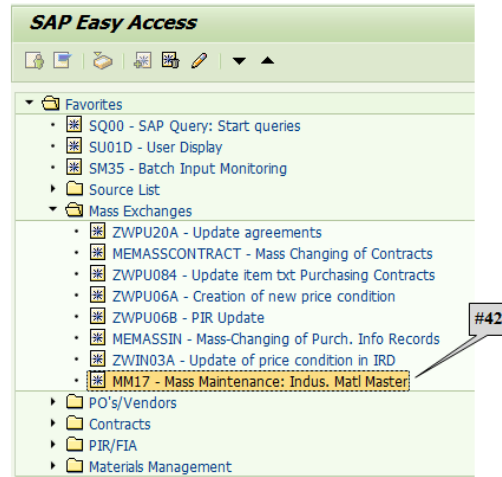 SAP Easy Access
Favorites
SQ00 - SAP Query: Start queries
SU01D - User Display
SM35 - Batch Input Monitoring
Source List
Mass Exchanges
ZWPU20A - Update agreements
MEMASSCONTRACT - Mass Changing of Contracts
ZWPU084 - Update item txt Purchasing Contracts
ZWPU06A - Creation of new price condition
ZWPU06B - PIR Update
#42
MEMASSIN - Mass-Changing of Purch. Info Records
ZWIN03A - Update of price condition in IRD
MM17 - Mass Maintenance: Indus. Matl Master
PO's/Vendors
Contracts
PIR/FIA
Materials Management